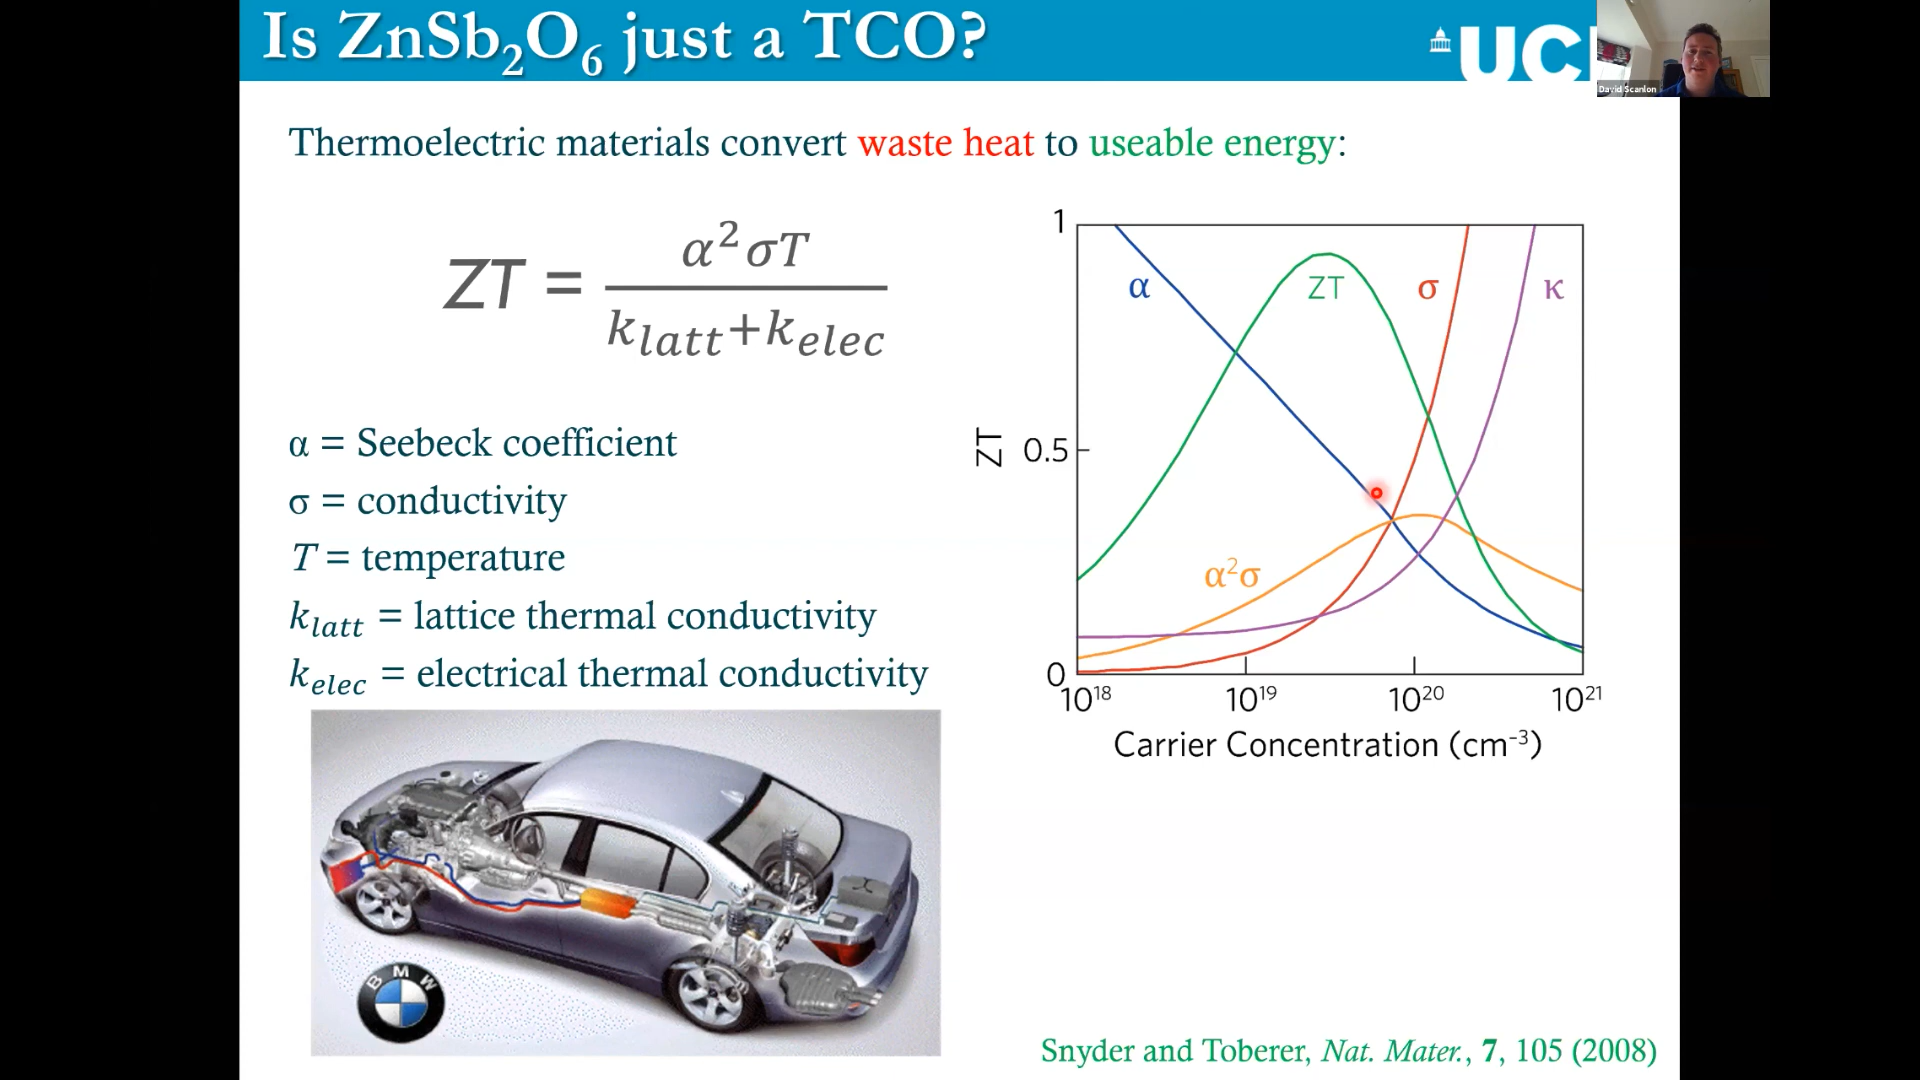 Is ZnSb₂O₆ just a TCO?
UC
David Scanlon
Thermoelectric materials convert waste heat to useable energy:
ZT = α²σT / k_latt+k_elec
α = Seebeck coefficient
σ = conductivity
T = temperature
k_latt = lattice thermal conductivity
k_elec = electrical thermal conductivity
1
α
ZT
σ
κ
ZT
0.5
α²σ
0
10¹⁸
10¹⁹
10²⁰
10²¹
Carrier Concentration (cm⁻³)
BMW
Snyder and Toberer, Nat. Mater., 7, 105 (2008)